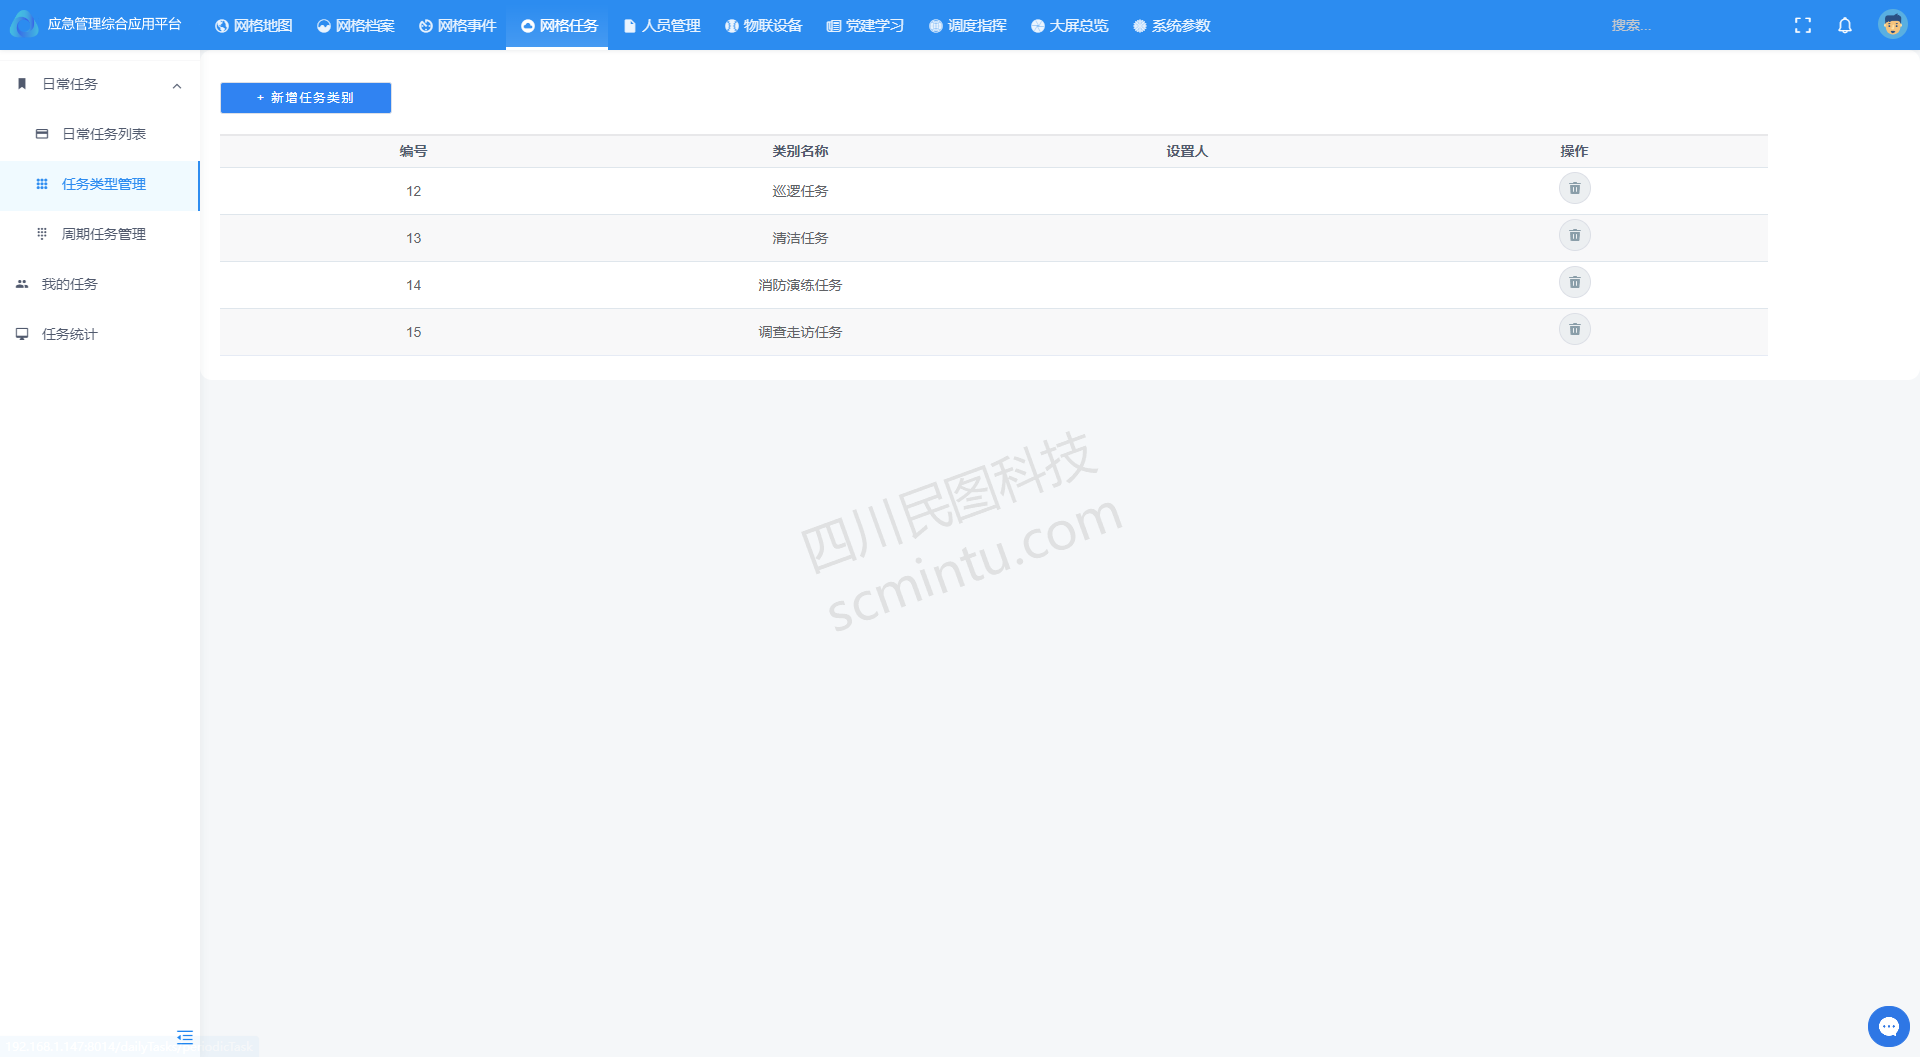 应急管理综合应用平台
网格地图
网格档案
网格事件
网格任务
人员管理
物联设备
党建学习
调度指挥
大屏总览
系统参数
搜索...
日常任务
日常任务列表
任务类型管理
周期任务管理
我的任务
任务统计
+ 新增任务类别
编号 类别名称 设置人 操作
12 巡逻任务
13 清洁任务
14 消防演练任务
15 调查走访任务
四川民图科技
scmintu.com